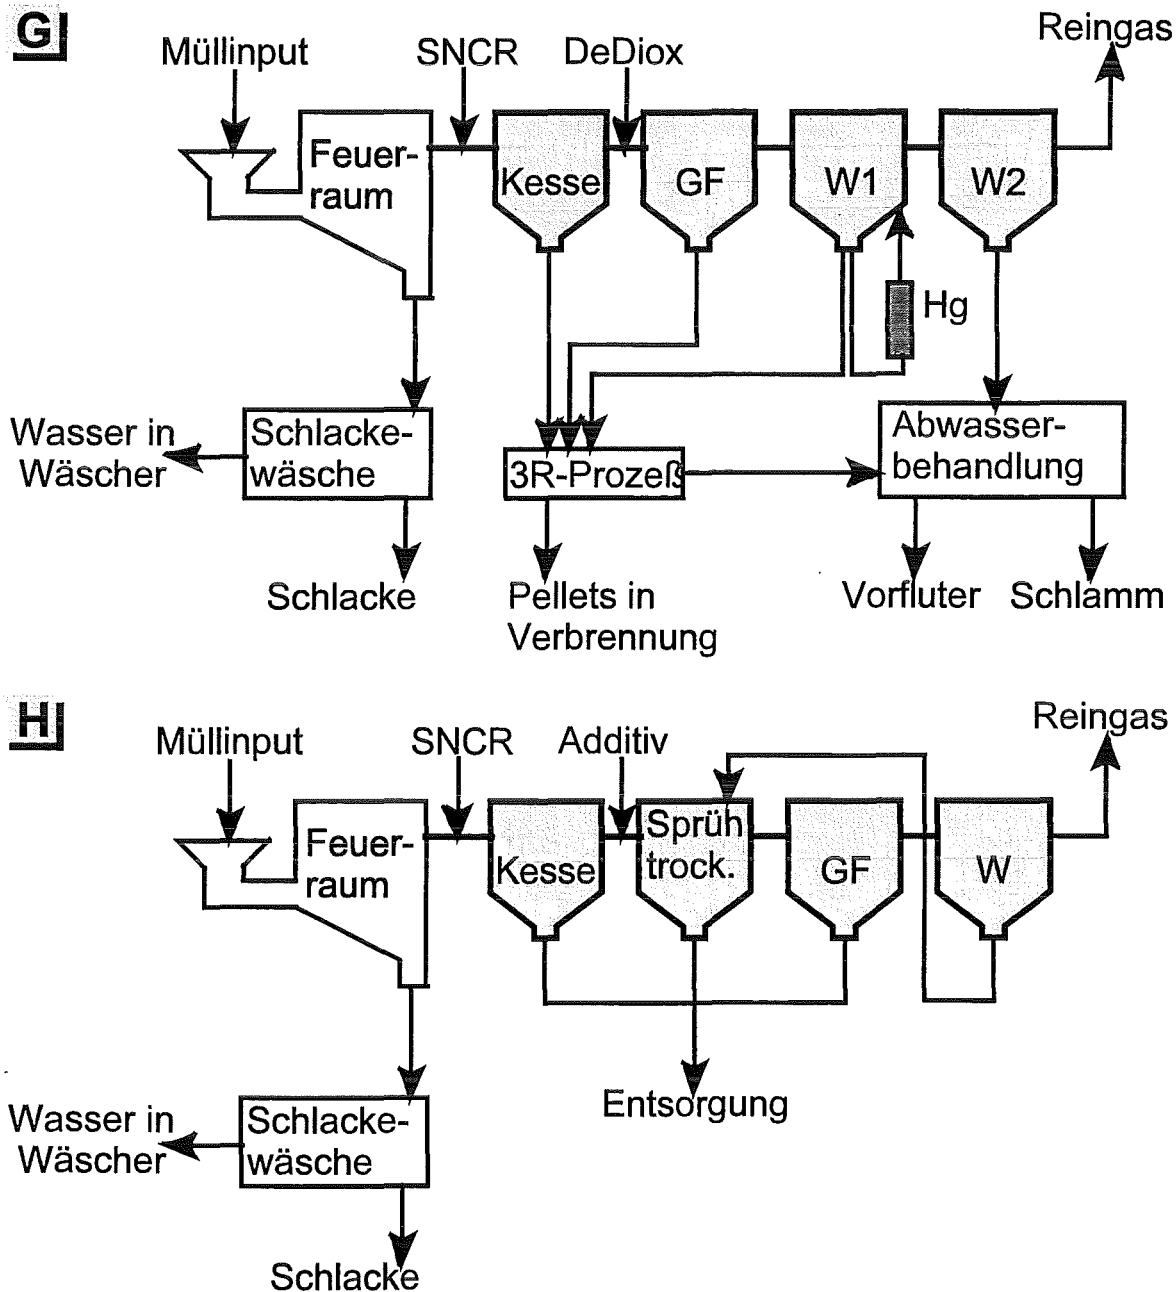 G
Reingas
Müllinput
SNCR
DeDiox
Feuer-
raum
Kesse
GF
W1
W2
Hg
Wasser in
Wäscher
Schlacke-
wäsche
3R-Prozeß
Abwasser-
behandlung
Schlacke
Pellets in
Verbrennung
Vorfluter
Schlamm
H
Reingas
Müllinput
SNCR
Additiv
Feuer-
raum
Kesse
Sprüh
trock.
GF
W
Entsorgung
Wasser in
Wäscher
Schlacke-
wäsche
Schlacke